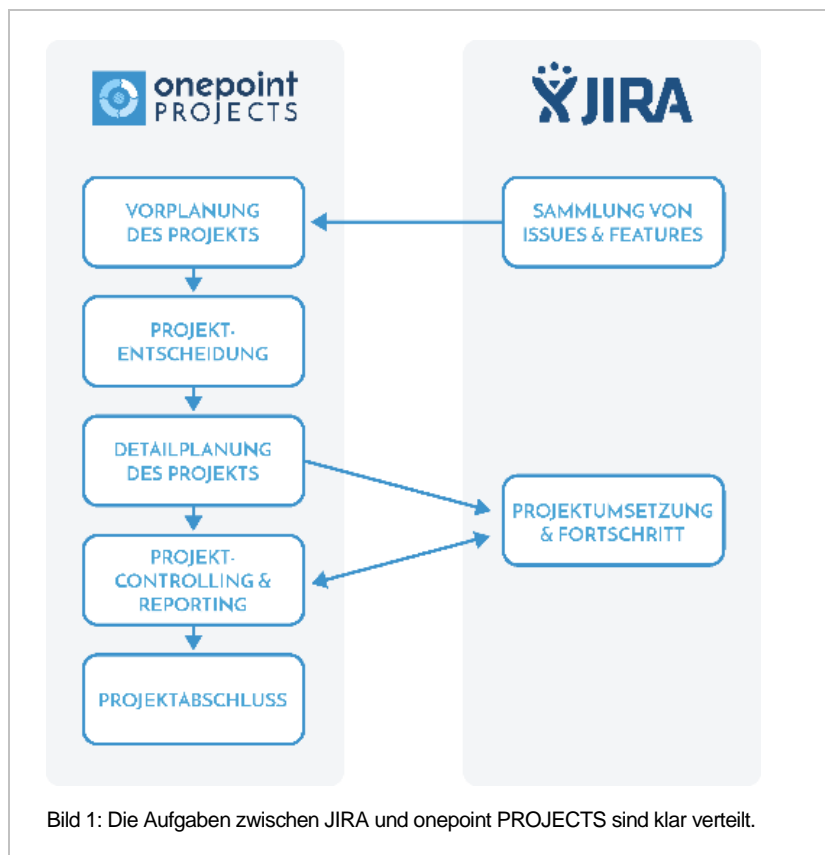 onepoint
PROJECTS
VORPLANUNG
DES PROJEKTS
PROJEKT-
ENTSCHEIDUNG
DETAILPLANUNG
DES PROJEKTS
PROJEKT-
CONTROLLING &
REPORTING
PROJEKTABSCHLUSS
JIRA
SAMMLUNG VON
ISSUES & FEATURES
PROJEKTUMSETZUNG
& FORTSCHRITT
Bild 1: Die Aufgaben zwischen JIRA und onepoint PROJECTS sind klar verteilt.